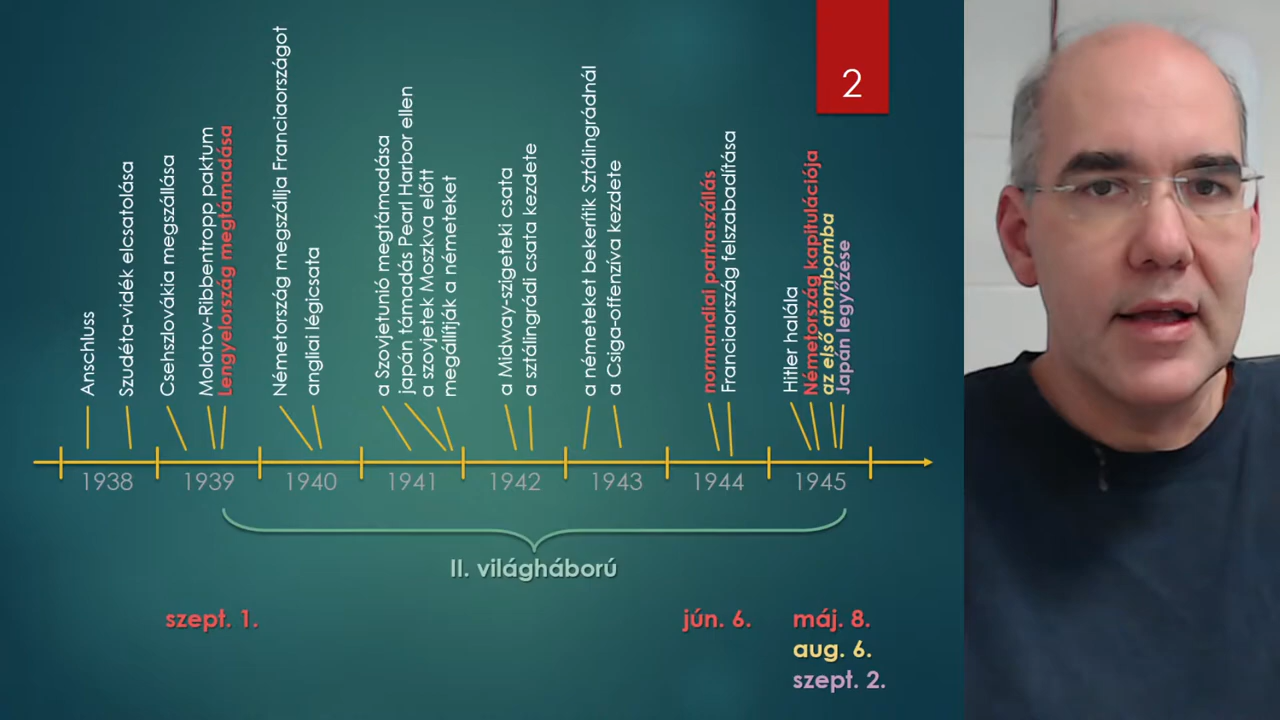 2
Anschluss
Szudéta-vidék elcsatolása
Csehszlovákia megszállása
Molotov-Ribbentropp paktum
Lengyelország megtámadása
Németország megszállja Franciaországot
angliai légicsata
a Szovjetunió megtámadása
japán támadás Pearl Harbor ellen
a szovjetek Moszkva előtt
megállítják a németeket
a Midway-szigeteki csata
a sztálingrádi csata kezdete
a németeket bekerítik Sztálingrádnál
a Csiga-offenzíva kezdete
normandiai partraszállás
Franciaország felszabadítása
Hitler halála
Németország kapitulációja
az első atombomba
Japán legyőzése
1938
1939
1940
1941
1942
1943
1944
1945
II. világháború
szept. 1.
jún. 6.
máj. 8.
aug. 6.
szept. 2.